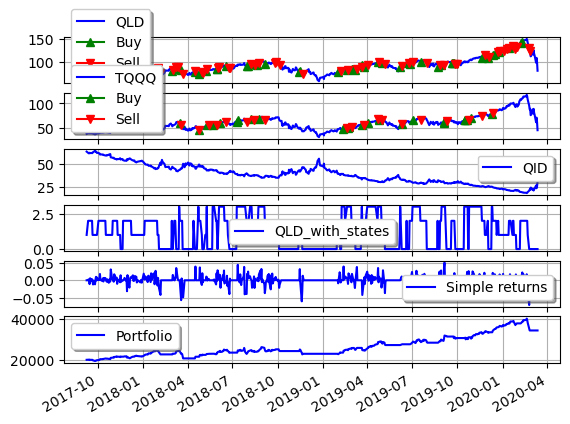 QLD
Buy
Sell
150
100
TQQQ
Buy
Sell
100
50
QID
50
25
QLD_with_states
2.5
0.0
Simple returns
0.05
0.00
−0.05
Portfolio
40000
20000
2017-10
2018-01
2018-04
2018-07
2018-10
2019-01
2019-04
2019-07
2019-10
2020-01
2020-04